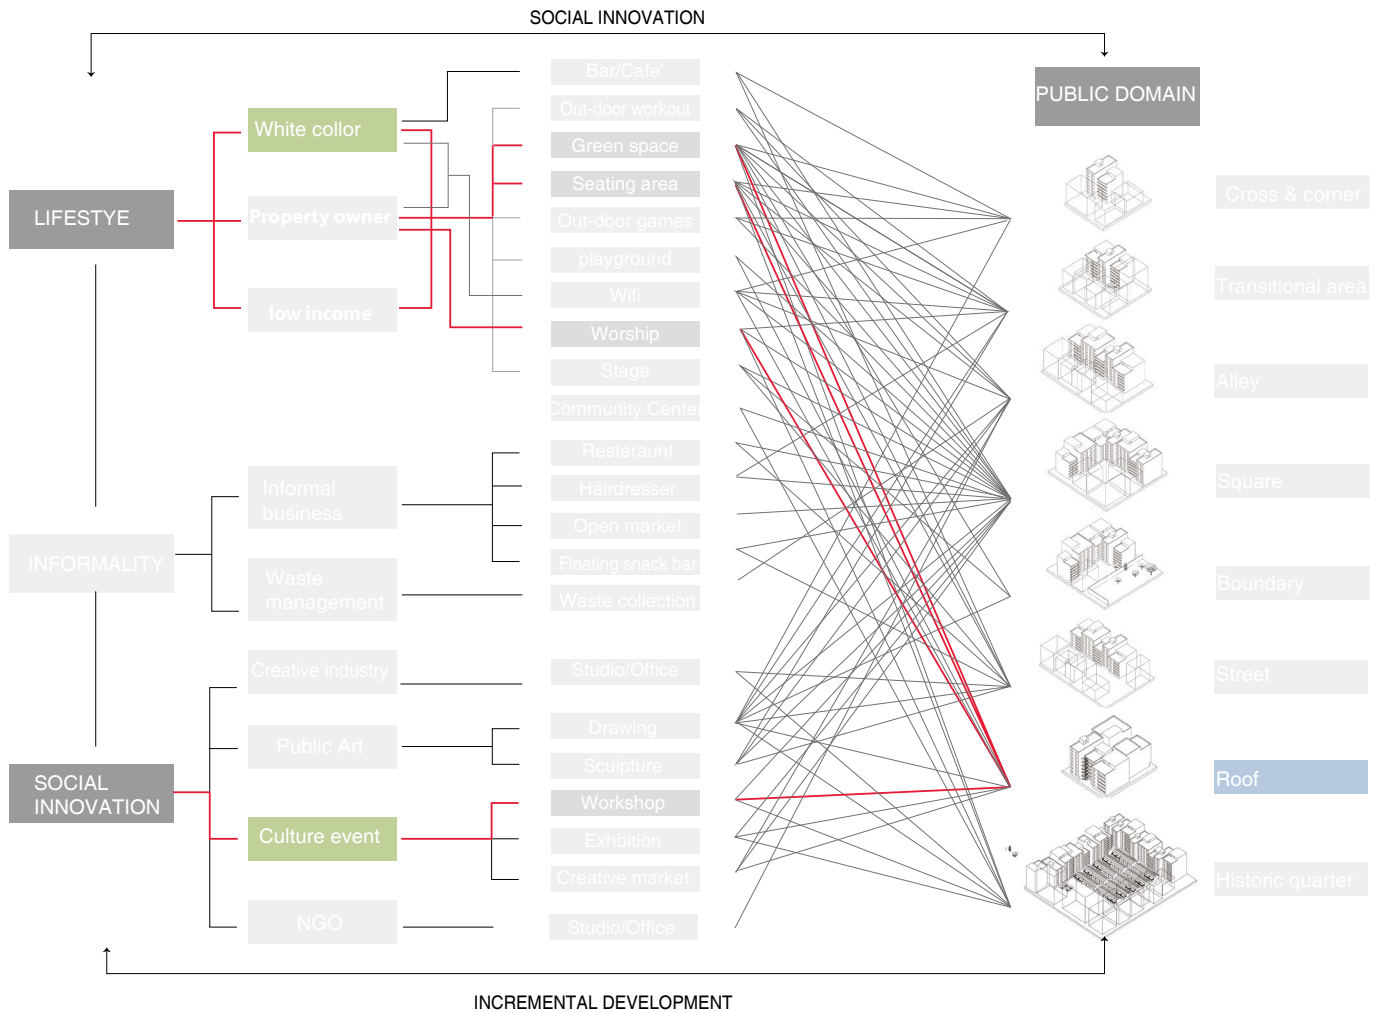 SOCIAL INNOVATION
PUBLIC DOMAIN
LIFESTYE
White collor
Property owner
low income
Bar/Cafe'
Out-door workout
Green space
Seating area
Out-door games
playground
Wifi
Worship
Stage
Community Center
INFORMALITY
Informal
business
Waste
management
Resteraunt
Hairdresser
Open market
Floating snack bar
Waste collection
SOCIAL
INNOVATION
Creative industry
Public Art
Culture event
NGO
Studio/Office
Drawing
Sculpture
Workshop
Exhbition
Creative market
Studio/Office
Cross & corner
Transitional area
Alley
Square
Boundary
Street
Roof
Historic quarter
INCREMENTAL DEVELOPMENT